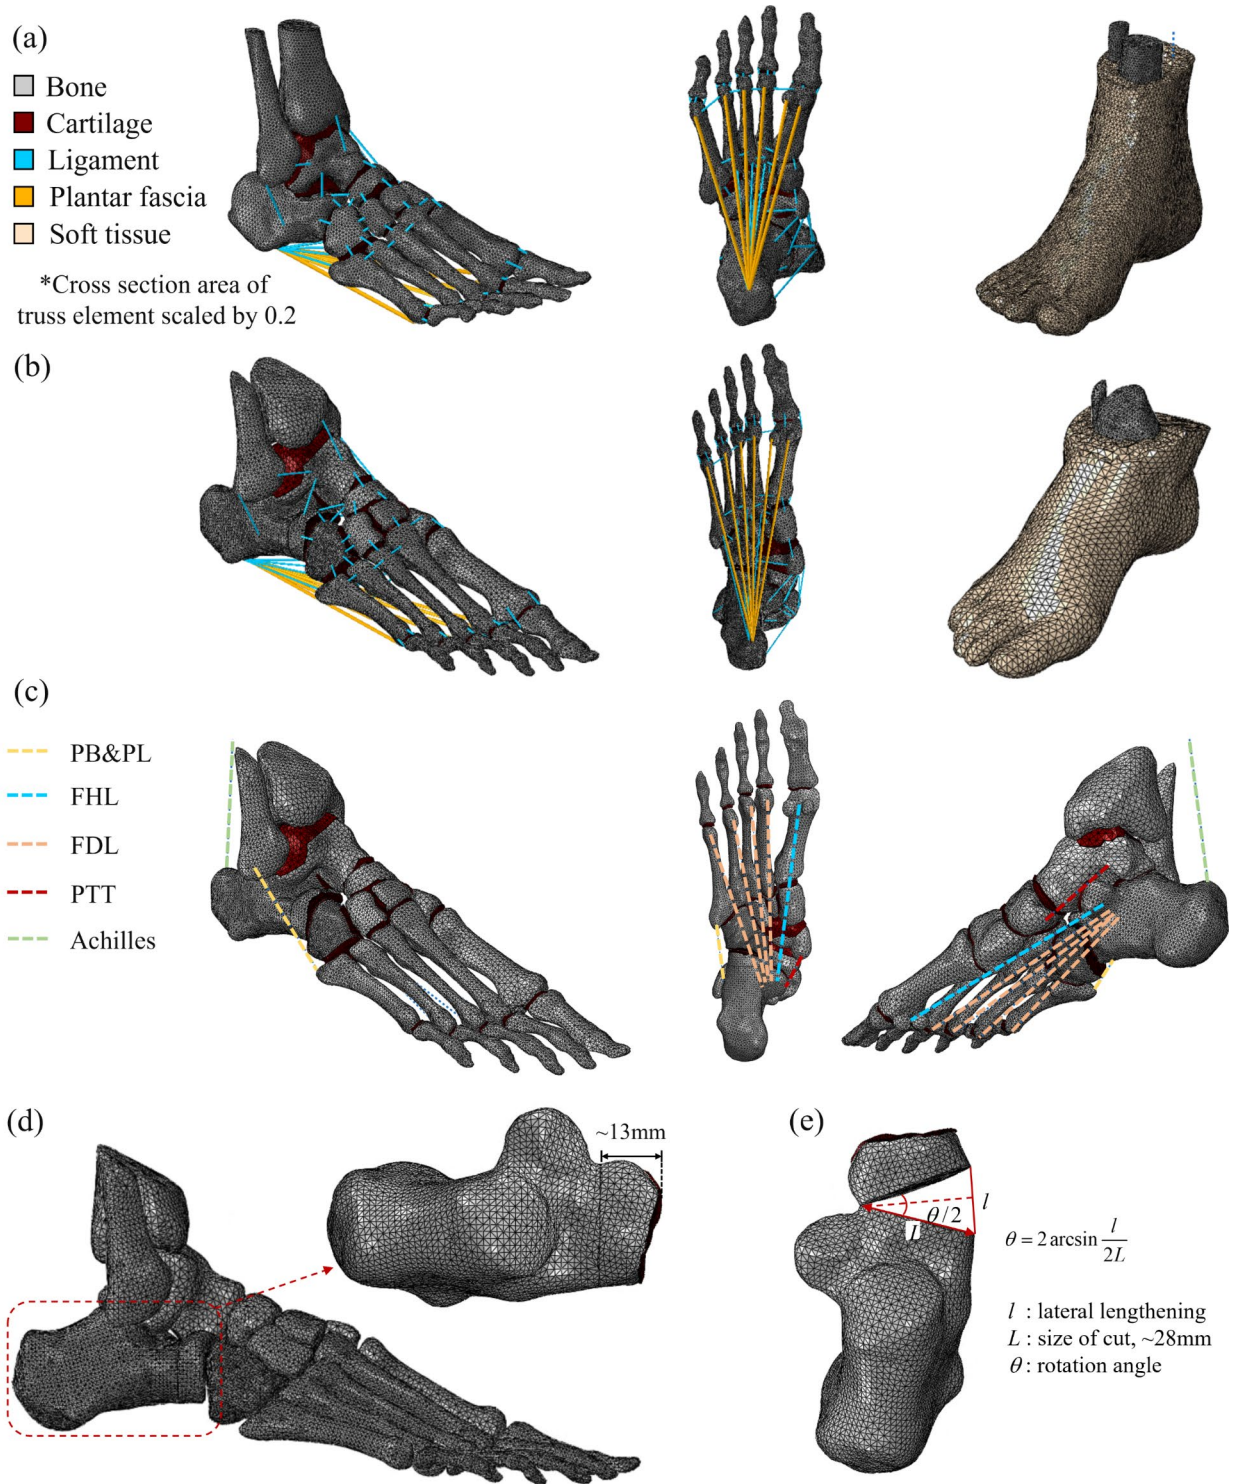 (a)
Bone
Cartilage
Ligament
Plantar fascia
Soft tissue
*Cross section area of
truss element scaled by 0.2
(b)
(c)
PB&PL
FHL
FDL
PTT
Achilles
(d)
~13mm
(e)
l
θ/2
L
θ = 2 arcsin l/2L
l : lateral lengthening
L : size of cut, ~28mm
θ : rotation angle